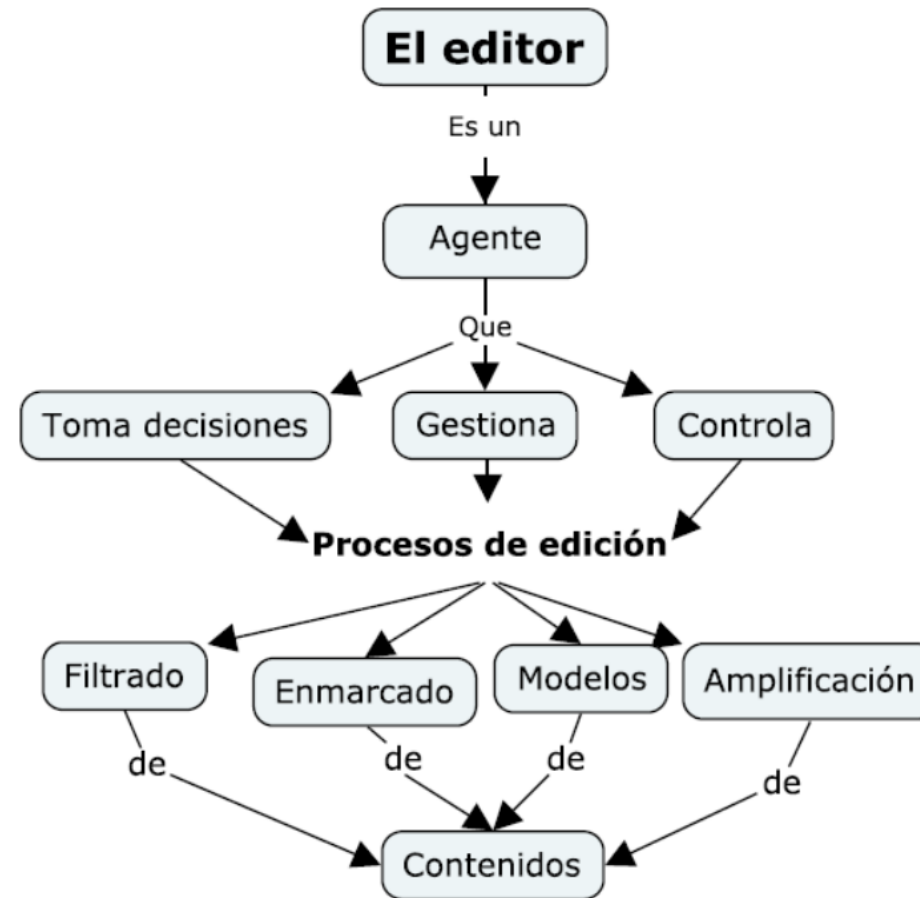 El editor
Es un
Agente
Que
Toma decisiones
Gestiona
Controla
Procesos de edición
Filtrado
Enmarcado
Modelos
Amplificación
de
de
de
de
Contenidos